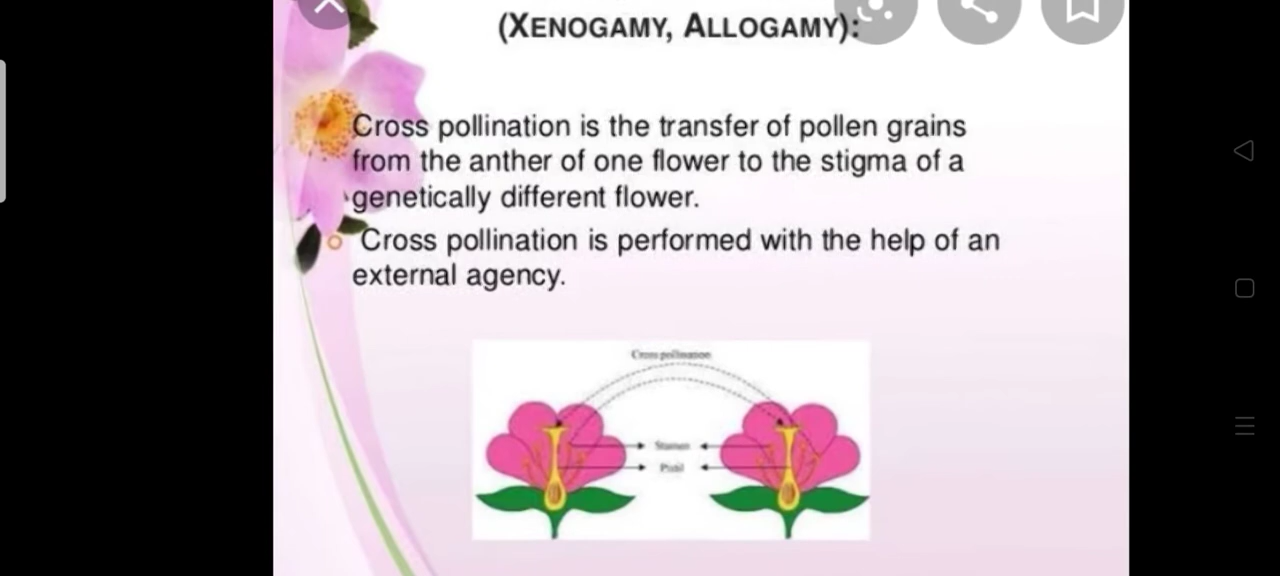 (XENOGAMY, ALLOGAMY):
Cross pollination is the transfer of pollen grains
from the anther of one flower to the stigma of a
genetically different flower.
Cross pollination is performed with the help of an
external agency.
Cross pollination
Stamen
Pistil